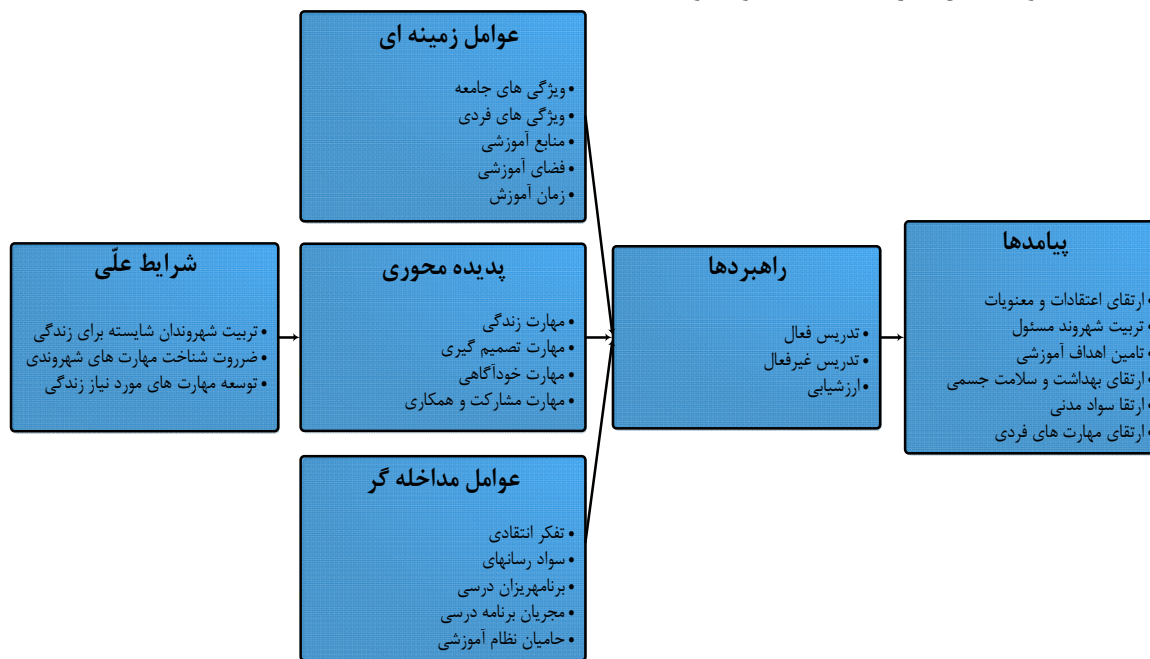 عوامل زمینه ای
ویژگی های جامعه
ویژگی های فردی
منابع آموزشی
فضای آموزشی
زمان آموزش
شرایط علّی
تربیت شهروندان شایسته برای زندگی
ضرروت شناخت مهارت های شهروندی
توسعه مهارت های مورد نیاز زندگی
پدیده محوری
مهارت زندگی
مهارت تصمیم گیری
مهارت خودآگاهی
مهارت مشارکت و همکاری
عوامل مداخله گر
تفکر انتقادی
سواد رسانهای
برنامهریزان درسی
مجریان برنامه درسی
حامیان نظام آموزشی
راهبردها
تدریس فعال
تدریس غیرفعال
ارزشیابی
پیامدها
ارتقای اعتقادات و معنویات
تربیت شهروند مسئول
تامین اهداف آموزشی
ارتقای بهداشت و سلامت جسمی
ارتقا سواد مدنی
ارتقای مهارت های فردی